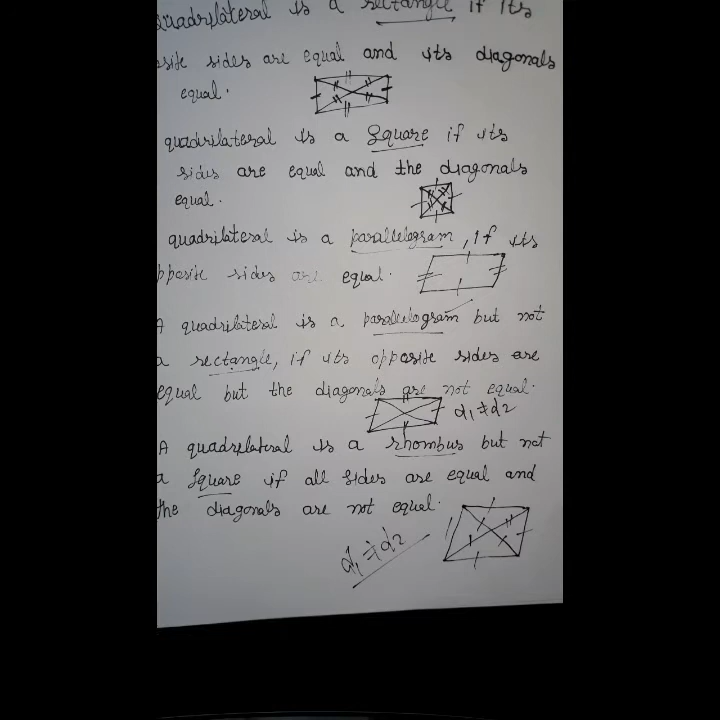 quadrilateral is a rectangle if its
osite sides are equal and its diagonals
equal.
quadrilateral is a Square if its
sides are equal and the diagonals
equal.
quadrilateral is a parallelogram, if its
pposite sides are equal.
A quadrilateral is a parallelogram but not
a rectangle, if its opposite sides are
equal but the diagonals are not equal.
d1 ≠ d2
A quadrilateral is a rhombus but not
a Square if all sides are equal and
the diagonals are not equal.
d1 ≠ d2